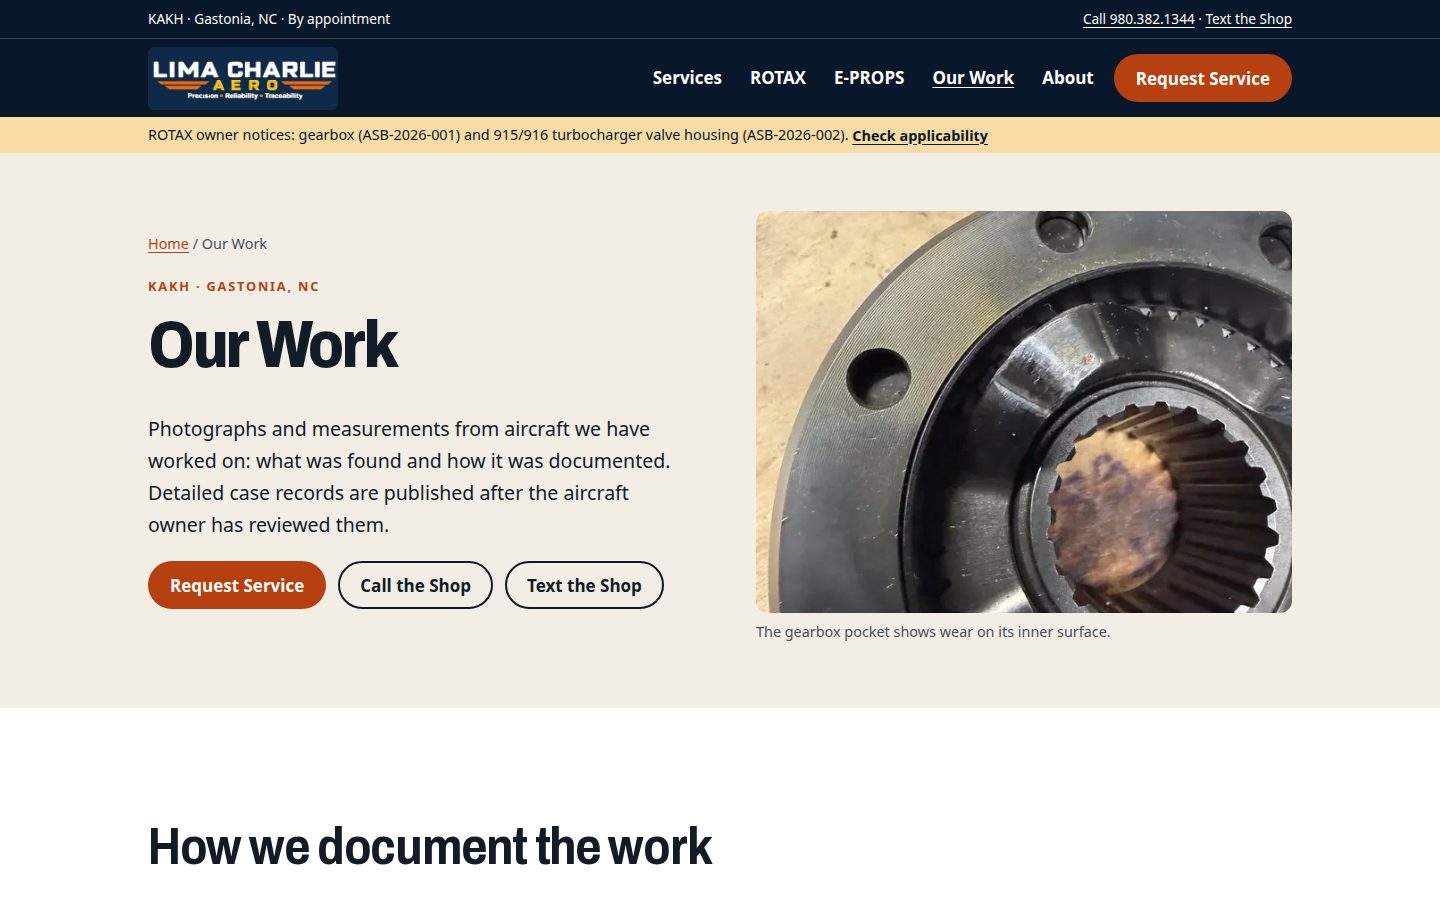 KAKH · Gastonia, NC · By appointment
Call 980.382.1344 · Text the Shop
LIMA CHARLIE
AERO
Precision • Reliability • Traceability
Services
ROTAX
E-PROPS
Our Work
About
Request Service
ROTAX owner notices: gearbox (ASB-2026-001) and 915/916 turbocharger valve housing (ASB-2026-002). Check applicability
Home / Our Work
KAKH · GASTONIA, NC
Our Work
Photographs and measurements from aircraft we have
worked on: what was found and how it was documented.
Detailed case records are published after the aircraft
owner has reviewed them.
Request Service
Call the Shop
Text the Shop
The gearbox pocket shows wear on its inner surface.
How we document the work